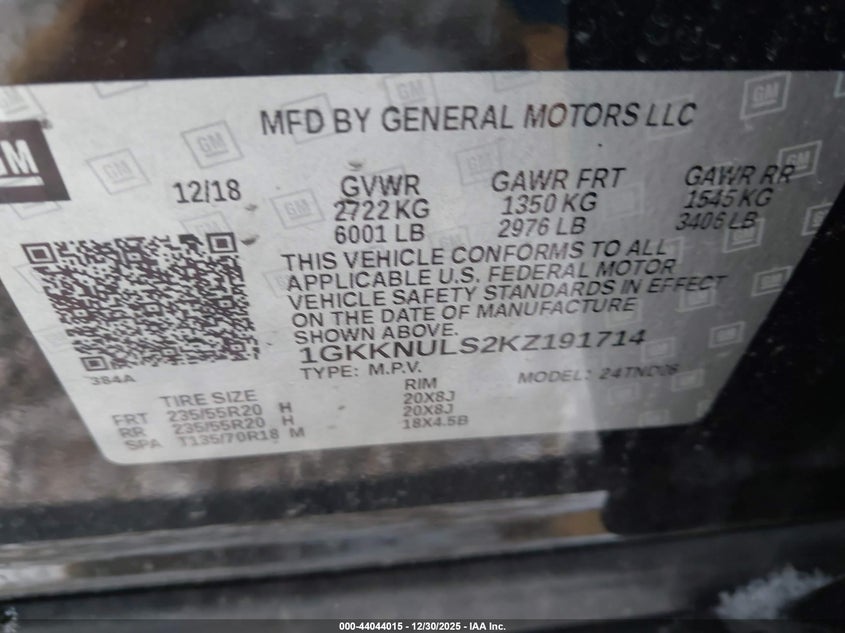 GM
MFD BY GENERAL MOTORS LLC
12/18
GVWR
2722 KG
6001 LB
GAWR FRT
1350 KG
2976 LB
GAWR RR
1545 KG
3406 LB
THIS VEHICLE CONFORMS TO ALL
APPLICABLE U.S. FEDERAL MOTOR
VEHICLE SAFETY STANDARDS IN EFFECT
ON THE DATE OF MANUFACTURE
SHOWN ABOVE.
1GKKNULS2KZ191714
TYPE: M.P.V.
MODEL: 24TND26
384A
TIRE SIZE
RIM
FRT 235/55R20 H 20X8J
RR 235/55R20 H 20X8J
SPA T135/70R18 M 18X4.5B
000-44044015 - 12/30/2025 - IAA Inc.